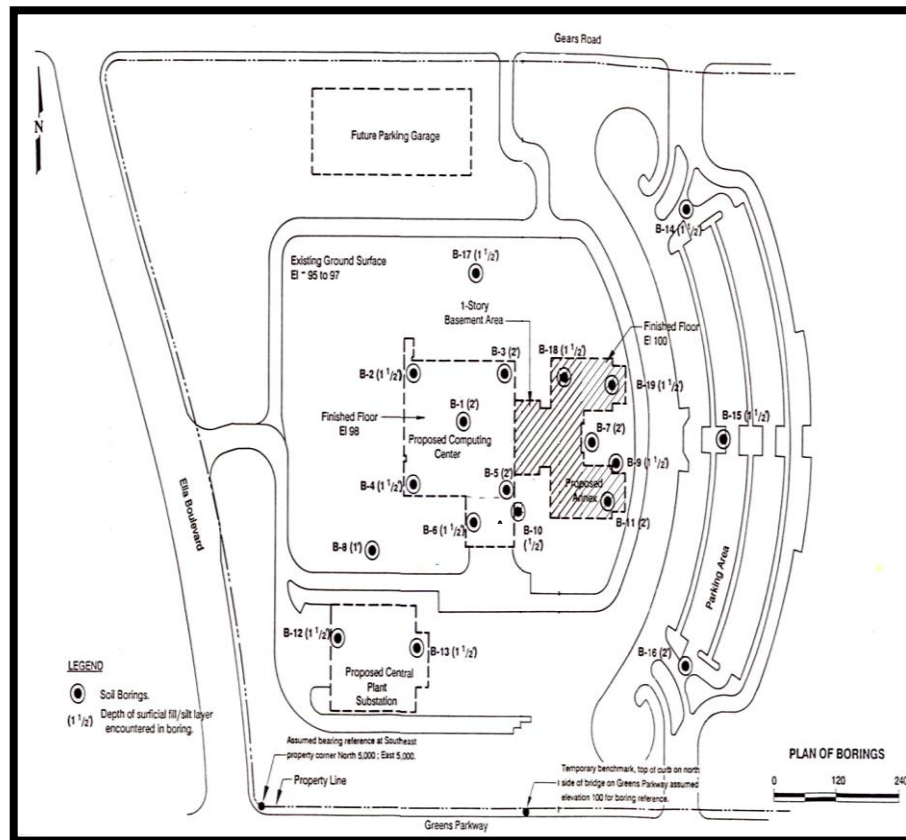 Gears Road
N
Future Parking Garage
B-14 (1 1/2')
Existing Ground Surface
El ~ 95 to 97
B-17 (1 1/2')
1-Story
Basement Area
Finished Floor
El 100
B-3 (2')
B-18 (1 1/2')
B-2 (1 1/2')
B-19 (1 1/2')
B-1 (2')
Finished Floor
El 98
Proposed Computing
Center
B-15 (1 1/2')
B-7 (2')
B-9 (1 1/2')
B-5 (2')
B-4 (1 1/2')
Proposed
Annex
B-11 (2')
B-6 (1 1/2')
B-10
(1/2')
B-8 (1')
Ella Boulevard
Parking Area
B-12 (1 1/2')
B-13 (1 1/2')
B-16 (2')
Proposed Central
Plant
Substation
LEGEND
Soil Borings.
(1 1/2') Depth of surficial fill/silt layer
encountered in boring.
Assumed bearing reference at Southeast
property corner North 5,000 ; East 5,000.
Property Line
Temporary benchmark, top of curb on north
side of bridge on Greens Parkway assumed
elevation 100 for boring reference.
PLAN OF BORINGS
0 120 240
Greens Parkway